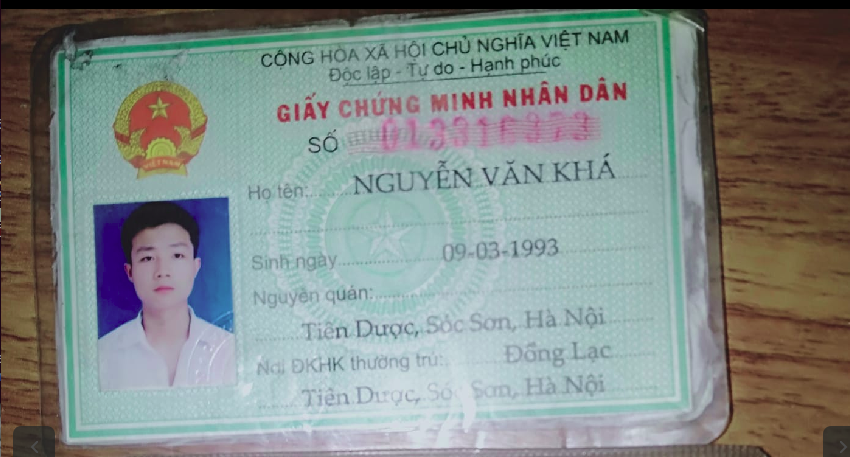 CỘNG HÒA XÃ HỘI CHỦ NGHĨA VIỆT NAM
Độc lập - Tự do - Hạnh phúc
GIẤY CHỨNG MINH NHÂN DÂN
SỐ
VIỆT NAM
Họ tên: NGUYỄN VĂN KHÁ
Sinh ngày 09-03-1993
Nguyên quán:
Tiên Dược, Sóc Sơn, Hà Nội
Nơi ĐKHK thường trú: Đồng Lạc
Tiên Dược, Sóc Sơn, Hà Nội